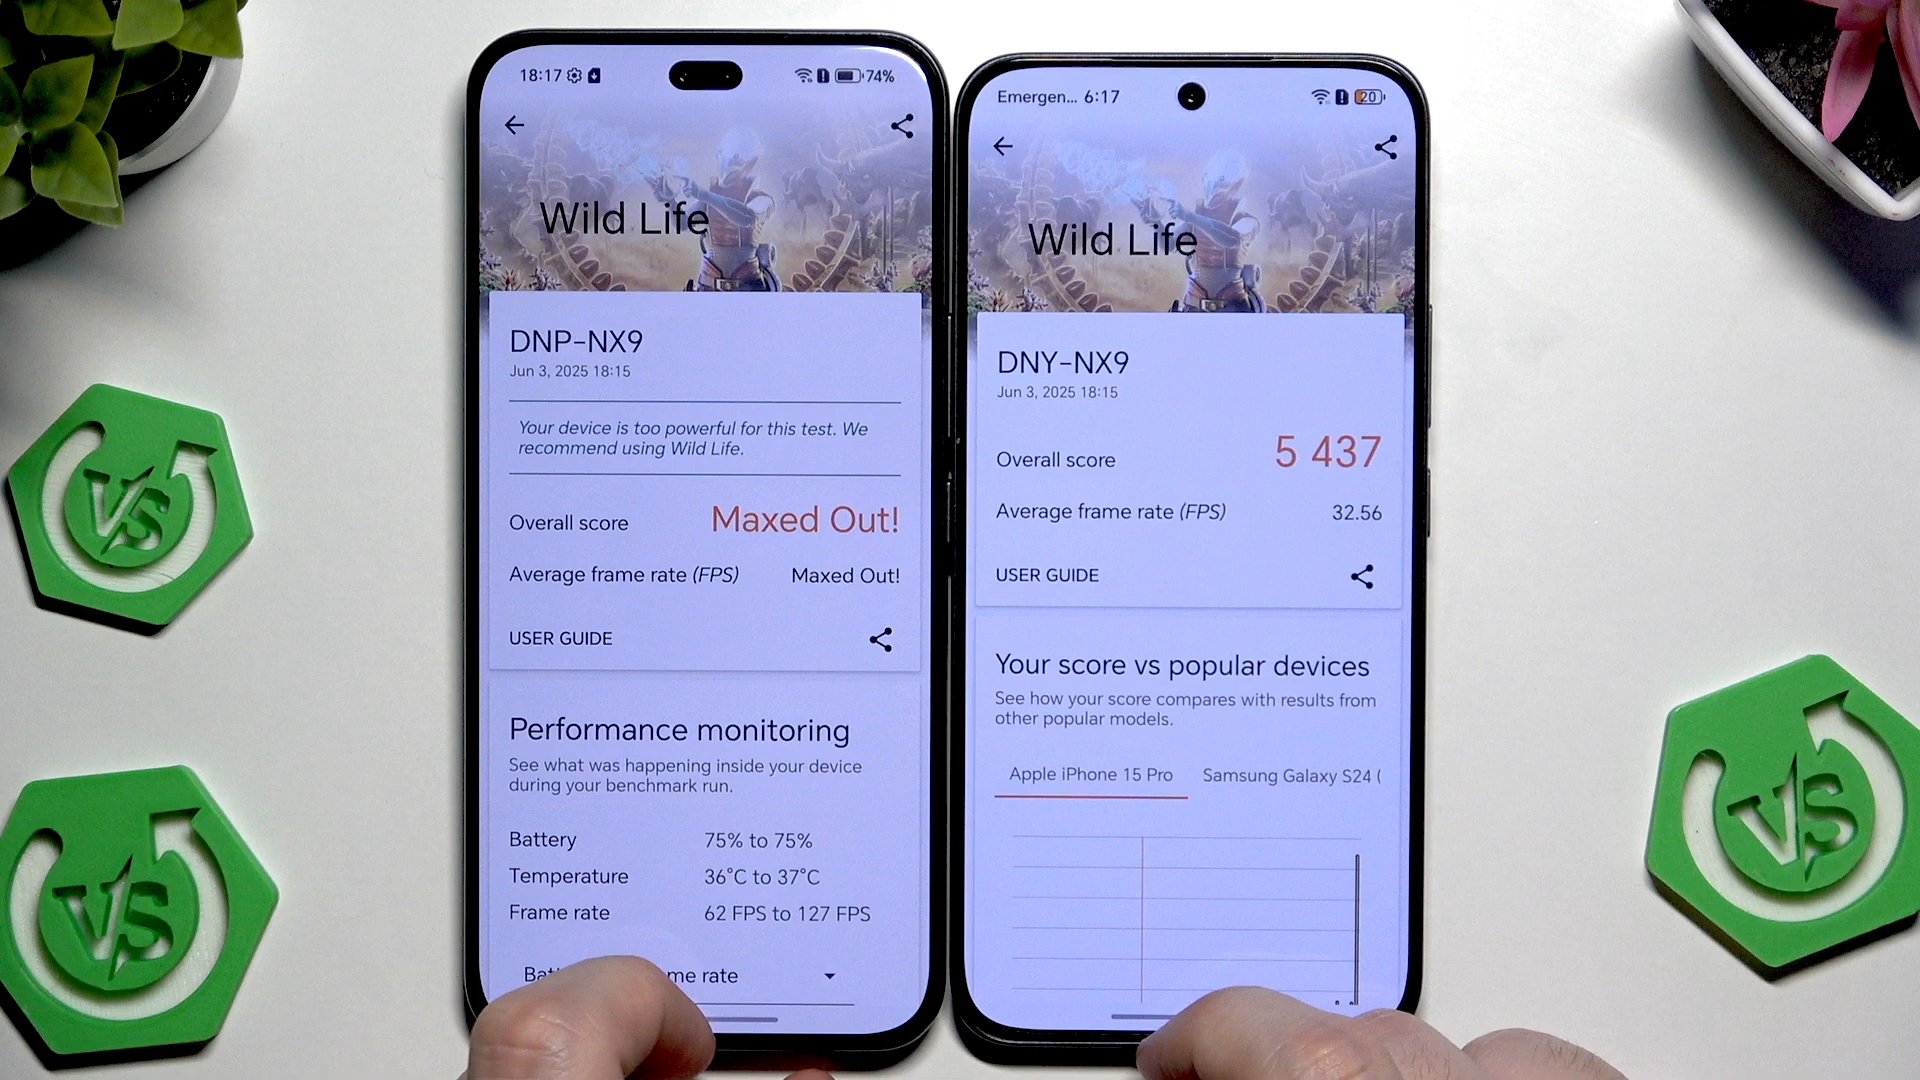 18:17
74%
Wild Life
DNP-NX9
Jun 3, 2025 18:15
Your device is too powerful for this test. We
recommend using Wild Life.
Overall score Maxed Out!
Average frame rate (FPS) Maxed Out!
USER GUIDE
Performance monitoring
See what was happening inside your device
during your benchmark run.
Battery 75% to 75%
Temperature 36°C to 37°C
Frame rate 62 FPS to 127 FPS
me rate
Emergen... 6:17
20
Wild Life
DNY-NX9
Jun 3, 2025 18:15
Overall score 5 437
Average frame rate (FPS) 32.56
USER GUIDE
Your score vs popular devices
See how your score compares with results from
other popular models.
Apple iPhone 15 Pro Samsung Galaxy S24 (
VS
VS
VS